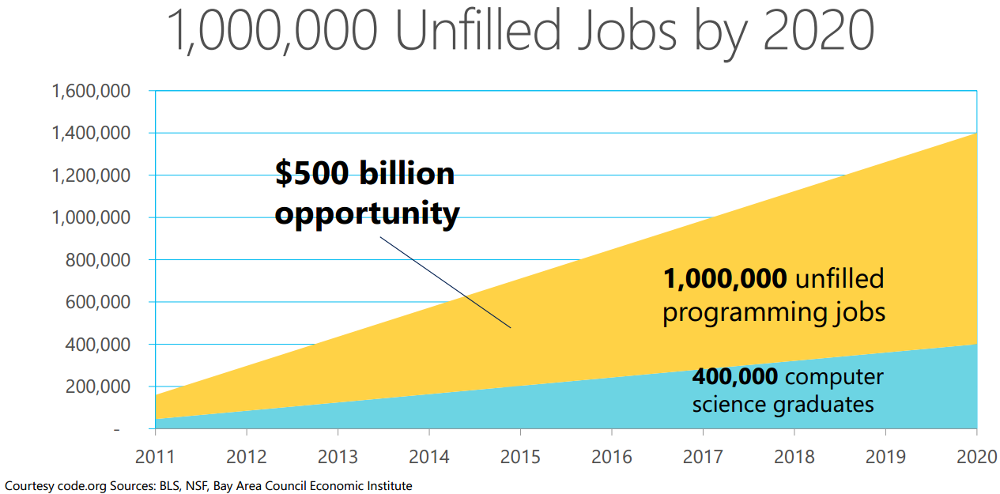 1,000,000 Unfilled Jobs by 2020
1,600,000
1,400,000
1,200,000
1,000,000
800,000
600,000
400,000
200,000
-
$500 billion
opportunity
1,000,000 unfilled
programming jobs
400,000 computer
science graduates
2011 2012 2013 2014 2015 2016 2017 2018 2019 2020
Courtesy code.org Sources: BLS, NSF, Bay Area Council Economic Institute